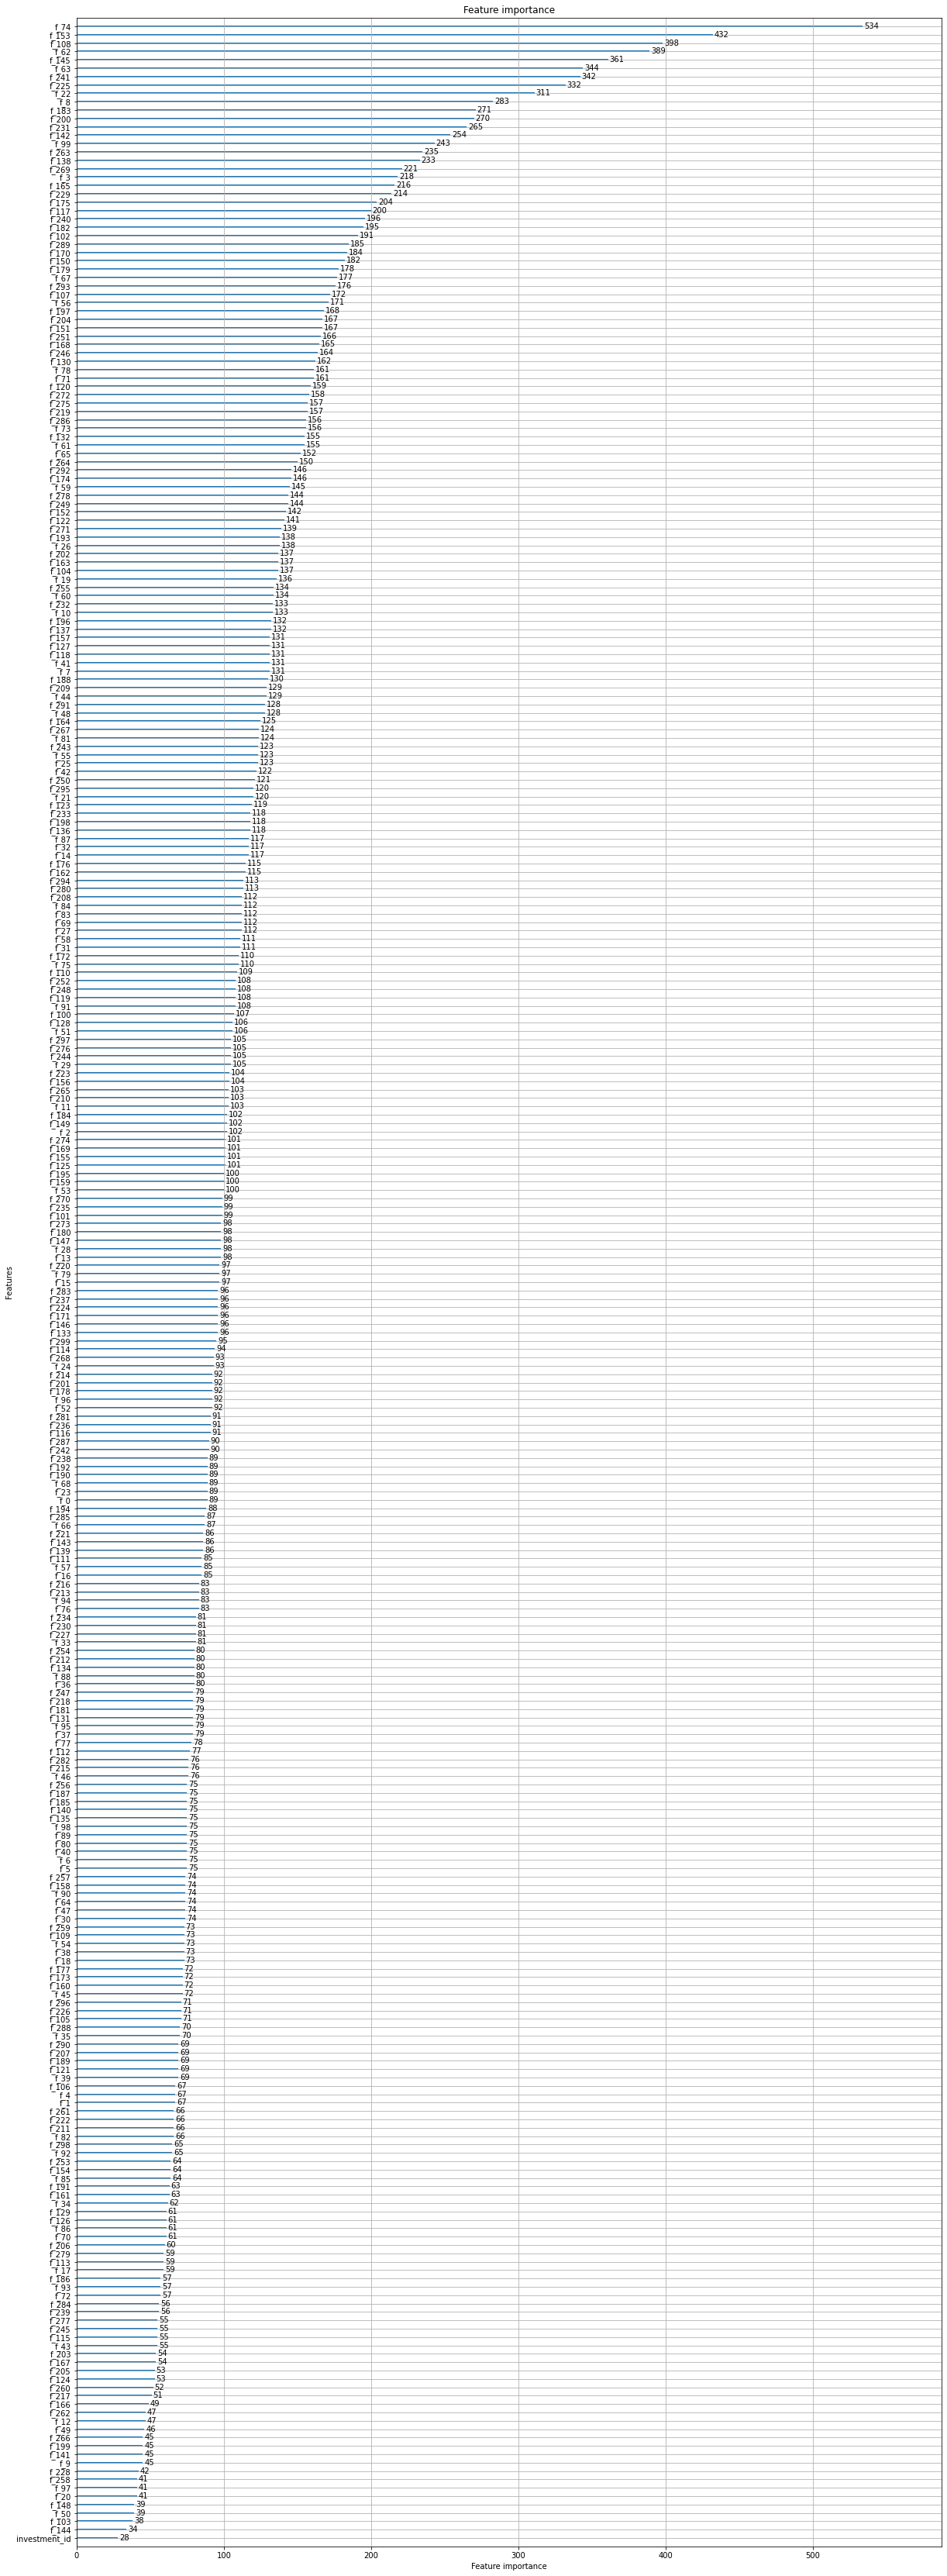 Feature importance
f_74 534
f_153 432
f_108 398
f_62 389
f_145 361
f_63 344
f_241 342
f_225 332
f_22 311
f_8 283
f_183 271
f_200 270
f_231 265
f_142 254
f_99 243
f_263 235
f_138 233
f_269 221
f_3 218
f_165 216
f_229 214
f_175 204
f_117 200
f_240 196
f_182 195
f_102 191
f_289 185
f_170 184
f_150 182
f_179 178
f_67 177
f_293 176
f_107 172
f_56 171
f_197 168
f_204 167
f_151 167
f_251 166
f_168 165
f_246 164
f_130 162
f_78 161
f_71 161
f_120 159
f_272 158
f_275 157
f_219 157
f_286 156
f_73 156
f_132 155
f_61 155
f_65 152
f_264 150
f_292 146
f_174 146
f_59 145
f_278 144
f_249 144
f_152 142
f_122 141
f_271 139
f_193 138
f_26 138
f_202 137
f_163 137
f_104 137
f_19 136
f_255 134
f_60 134
f_232 133
f_10 133
f_196 132
f_137 132
f_157 131
f_127 131
f_118 131
f_41 131
f_7 131
f_188 130
f_209 129
f_44 129
f_291 128
f_48 128
f_164 125
f_267 124
f_81 124
f_243 123
f_55 123
f_25 123
f_42 122
f_250 121
f_295 120
f_21 120
f_123 119
f_233 118
f_198 118
f_136 118
f_87 117
f_32 117
f_14 117
f_176 115
f_162 115
f_294 113
f_280 113
f_208 112
f_84 112
f_83 112
f_69 112
f_27 112
f_58 111
f_31 111
f_172 110
f_75 110
f_110 109
f_252 108
f_248 108
f_119 108
f_91 108
f_100 107
f_128 106
f_51 106
f_297 105
f_276 105
f_244 105
f_29 105
f_223 104
f_156 104
f_265 103
f_210 103
f_11 103
f_184 102
f_149 102
f_2 102
f_274 101
f_169 101
f_155 101
f_125 101
f_195 100
f_159 100
f_53 100
f_270 99
f_235 99
f_101 99
f_273 98
f_180 98
f_147 98
f_28 98
f_13 98
f_220 97
f_79 97
f_15 97
f_283 96
f_237 96
f_224 96
f_171 96
f_146 96
f_133 96
f_299 95
f_114 94
f_268 93
f_24 93
f_214 92
f_201 92
f_178 92
f_96 92
f_52 92
f_281 91
f_236 91
f_116 91
f_287 90
f_242 90
f_238 89
f_192 89
f_190 89
f_68 89
f_23 89
f_0 89
f_194 88
f_285 87
f_66 87
f_221 86
f_143 86
f_139 86
f_111 85
f_57 85
f_16 85
f_216 83
f_213 83
f_94 83
f_76 83
f_234 81
f_230 81
f_227 81
f_33 81
f_254 80
f_212 80
f_134 80
f_88 80
f_36 80
f_247 79
f_218 79
f_181 79
f_131 79
f_95 79
f_37 79
f_77 78
f_112 77
f_282 76
f_215 76
f_46 76
f_256 75
f_187 75
f_185 75
f_140 75
f_135 75
f_98 75
f_89 75
f_80 75
f_40 75
f_6 75
f_5 75
f_257 74
f_158 74
f_90 74
f_64 74
f_47 74
f_30 74
f_259 73
f_109 73
f_54 73
f_38 73
f_18 73
f_177 72
f_173 72
f_160 72
f_45 72
f_296 71
f_226 71
f_105 71
f_288 70
f_35 70
f_290 69
f_207 69
f_189 69
f_121 69
f_39 69
f_106 67
f_4 67
f_1 67
f_261 66
f_222 66
f_211 66
f_82 66
f_298 65
f_92 65
f_253 64
f_154 64
f_85 64
f_191 63
f_161 63
f_34 62
f_129 61
f_126 61
f_86 61
f_70 61
f_206 60
f_279 59
f_113 59
f_17 59
f_186 57
f_93 57
f_72 57
f_284 56
f_239 56
f_277 55
f_245 55
f_115 55
f_43 55
f_203 54
f_167 54
f_205 53
f_124 53
f_260 52
f_217 51
f_166 49
f_262 47
f_12 47
f_49 46
f_266 45
f_199 45
f_141 45
f_9 45
f_228 42
f_258 41
f_97 41
f_20 41
f_148 39
f_50 39
f_103 38
f_144 34
investment_id 28
Features
0 100 200 300 400 500
Feature importance